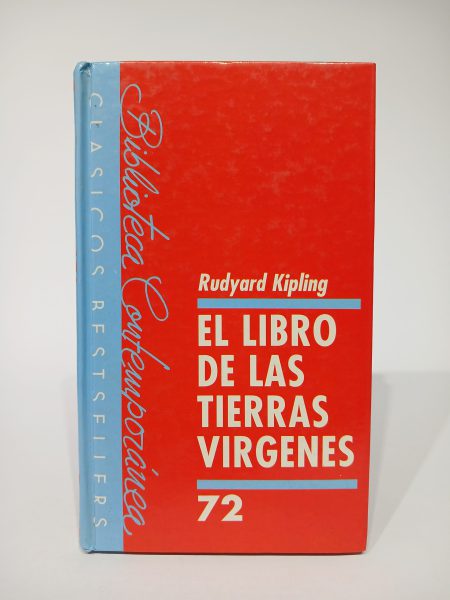 CLASICOS BESTSELLERS
Biblioteca Contemporánea
Rudyard Kipling
EL LIBRO
DE LAS
TIERRAS
VIRGENES
72